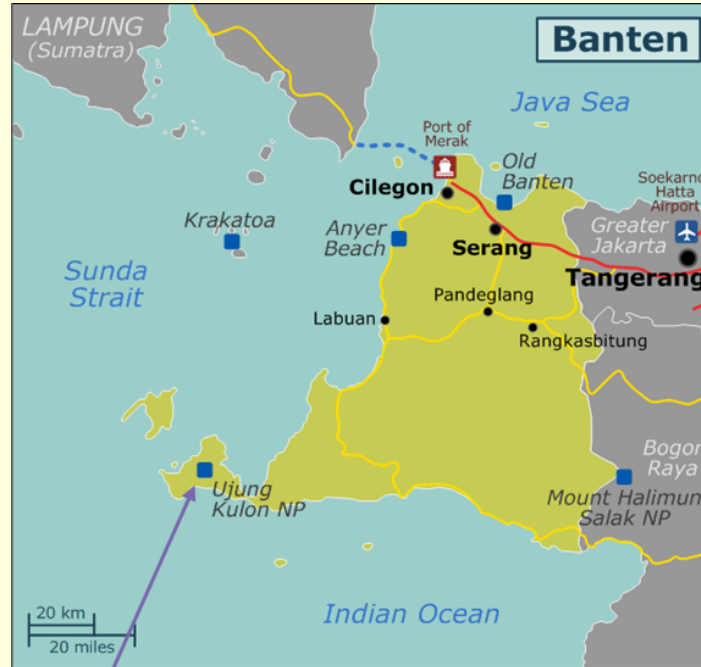 LAMPUNG
(Sumatra)
Banten
Java Sea
Port of
Merak
Old
Banten
Cilegon
Soekarno
Hatta
Airport
Krakatoa
Anyer
Beach
Serang
Greater
Jakarta
Tangerang
Sunda
Strait
Pandeglang
Labuan
Rangkasbitung
Bogor
Raya
Ujung
Kulon NP
Mount Halimun
Salak NP
20 km
20 miles
Indian Ocean